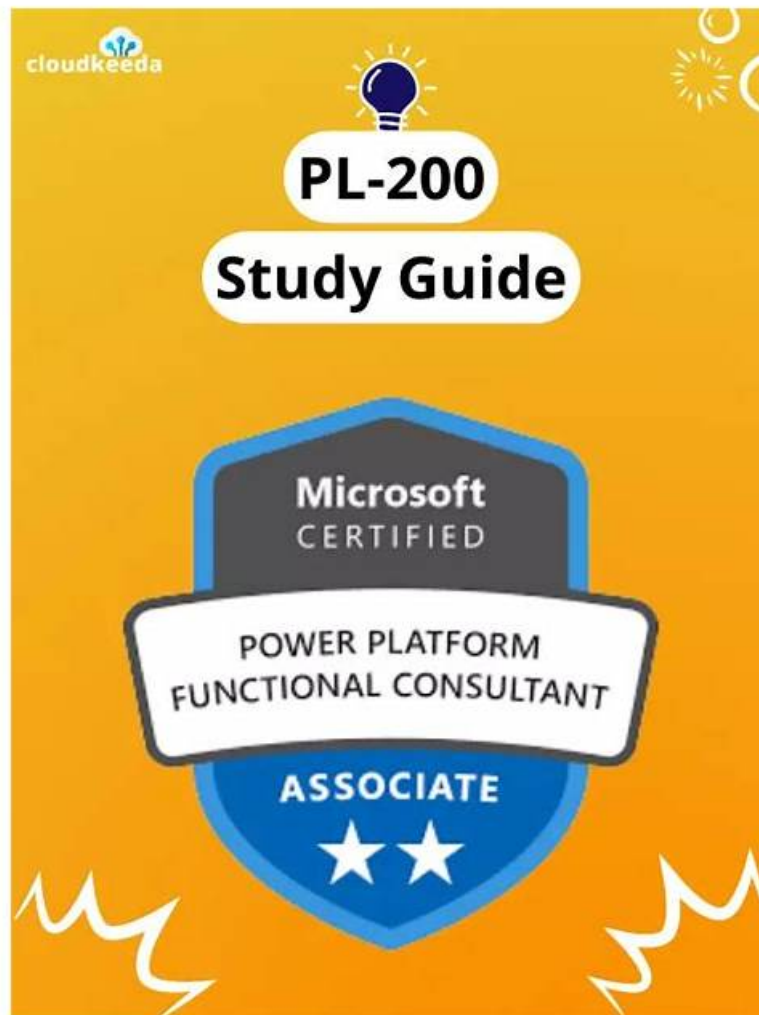 cloudkeeda
PL-200
Study Guide
Microsoft
CERTIFIED
POWER PLATFORM
FUNCTIONAL CONSULTANT
ASSOCIATE